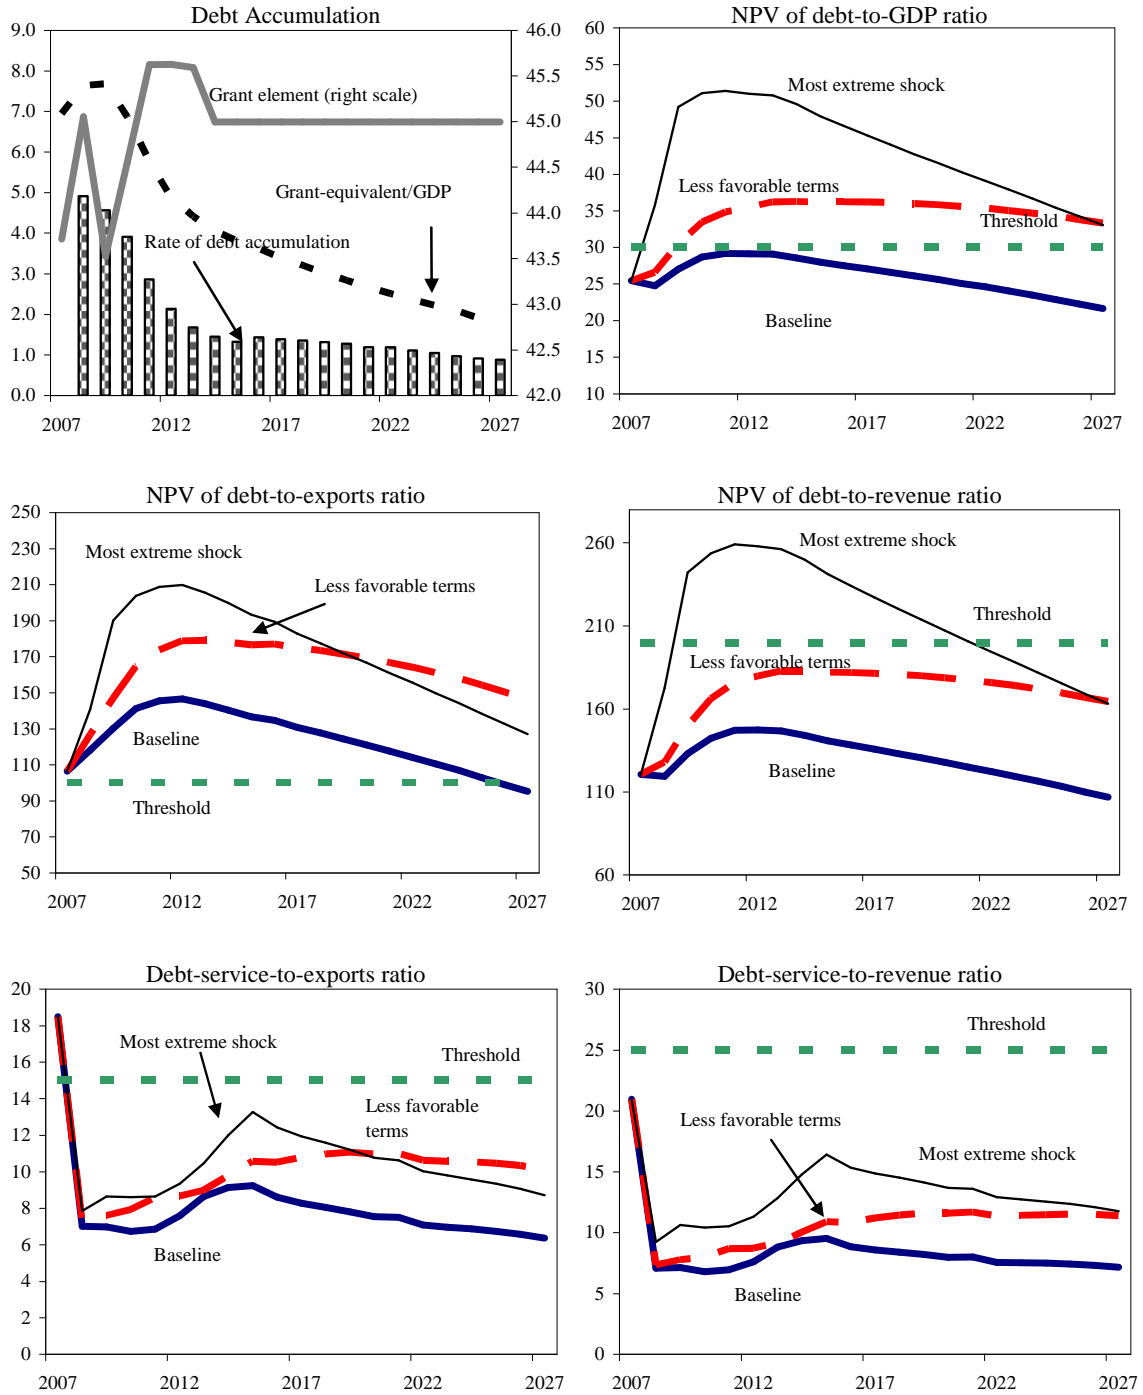 Debt Accumulation
9.0
8.0
7.0
6.0
5.0
4.0
3.0
2.0
1.0
0.0
46.0
45.5
45.0
44.5
44.0
43.5
43.0
42.5
42.0
Grant element (right scale)
Grant-equivalent/GDP
Rate of debt accumulation
2007
2012
2022
2027
NPV of debt-to-GDP ratio
60
50
40
35
30
25
20
10
Most extreme shock
Less favorable terms
Threshold
Baseline
2007
2012
2022
2027
NPV of debt-to-exports ratio
250
230
210
190
170
150
130
110
90
70
50
Most extreme shock
Less favorable terms
Baseline
Threshold
2007
2012
2017
2022
2027
NPV of debt-to-revenue ratio
260
210
160
110
60
Most extreme shock
Threshold
Less favorable terms
Baseline
2007
2012
2017
2022
2027
Debt-service-to-exports ratio
20
18
16
14
12
10
8
6
4
2
0
Most extreme shock
Threshold
Less favorable
terms
Baseline
2007
2012
2017
2022
2027
Debt-service-to-revenue ratio
30
25
20
15
10
5
0
Threshold
Less favorable terms
Most extreme shock
Baseline
2007
2012
2017
2022
2027